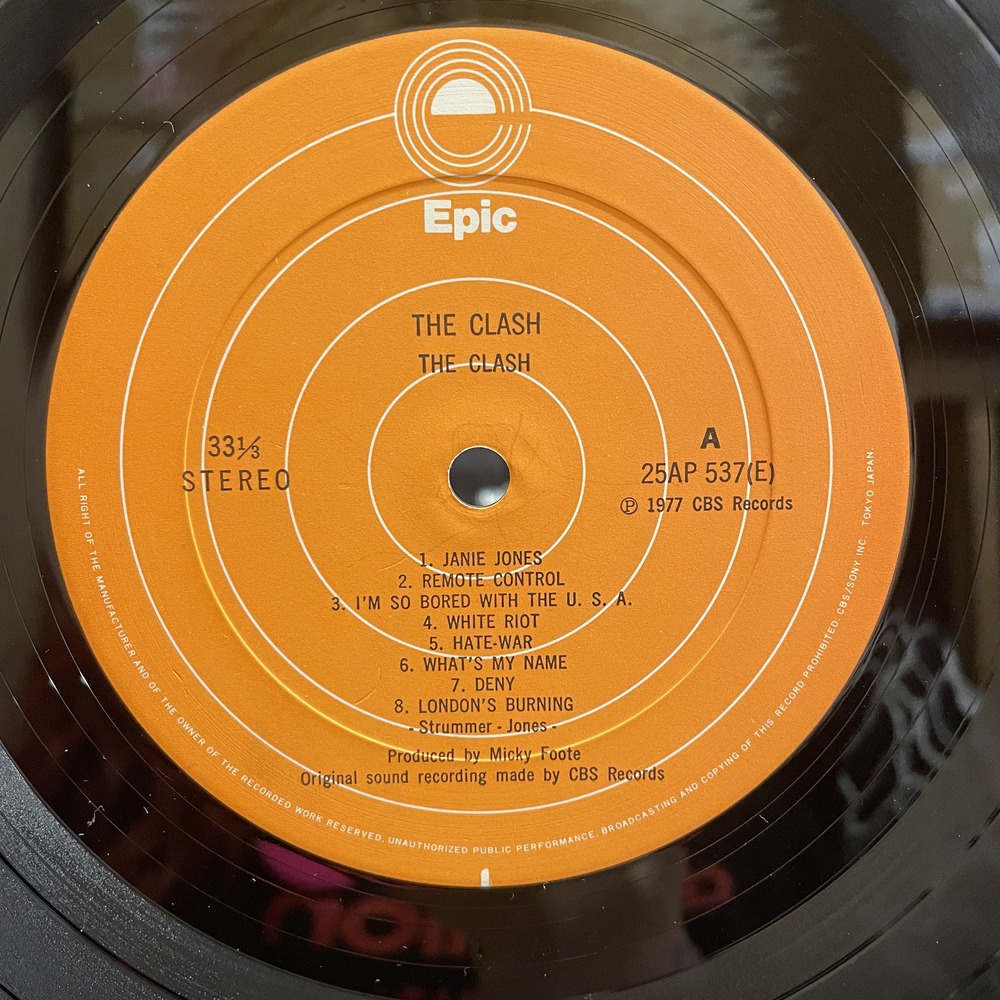 Epic
THE CLASH
THE CLASH
33⅓
STEREO
A
25AP 537(E)
℗ 1977 CBS Records
1. JANIE JONES
2. REMOTE CONTROL
3. I'M SO BORED WITH THE U. S. A.
4. WHITE RIOT
5. HATE-WAR
6. WHAT'S MY NAME
7. DENY
8. LONDON'S BURNING
- Strummer - Jones -
Produced by Micky Foote
Original sound recording made by CBS Records
ALL RIGHT OF THE MANUFACTURER AND OF THE OWNER OF THE RECORDED WORK RESERVED. UNAUTHORIZED PUBLIC PERFORMANCE. BROADCASTING AND COPYING OF THIS RECORD PROHIBITED. CBS/SONY INC. TOKYO JAPAN.